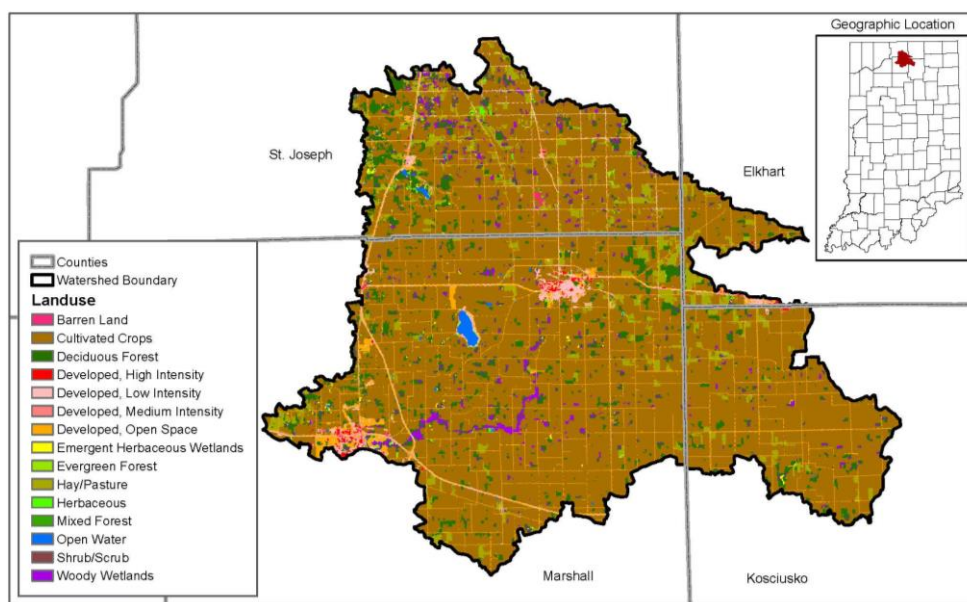 Geographic Location
St. Joseph
Elkhart
Counties
Watershed Boundary
Landuse
Barren Land
Cultivated Crops
Deciduous Forest
Developed, High Intensity
Developed, Low Intensity
Developed, Medium Intensity
Developed, Open Space
Emergent Herbaceous Wetlands
Evergreen Forest
Hay/Pasture
Herbaceous
Mixed Forest
Open Water
Shrub/Scrub
Woody Wetlands
Marshall
Kosciusko